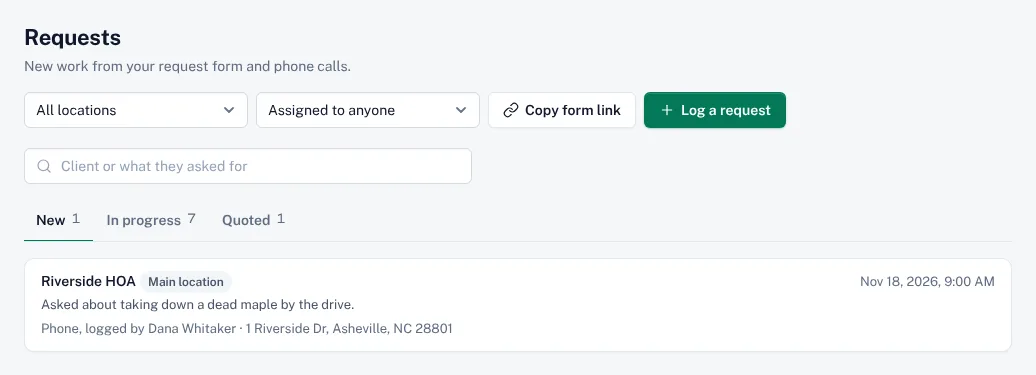 Requests
New work from your request form and phone calls.
All locations
Assigned to anyone
Copy form link
+ Log a request
Client or what they asked for
New 1
In progress 7
Quoted 1
Riverside HOA Main location Nov 18, 2026, 9:00 AM
Asked about taking down a dead maple by the drive.
Phone, logged by Dana Whitaker · 1 Riverside Dr, Asheville, NC 28801